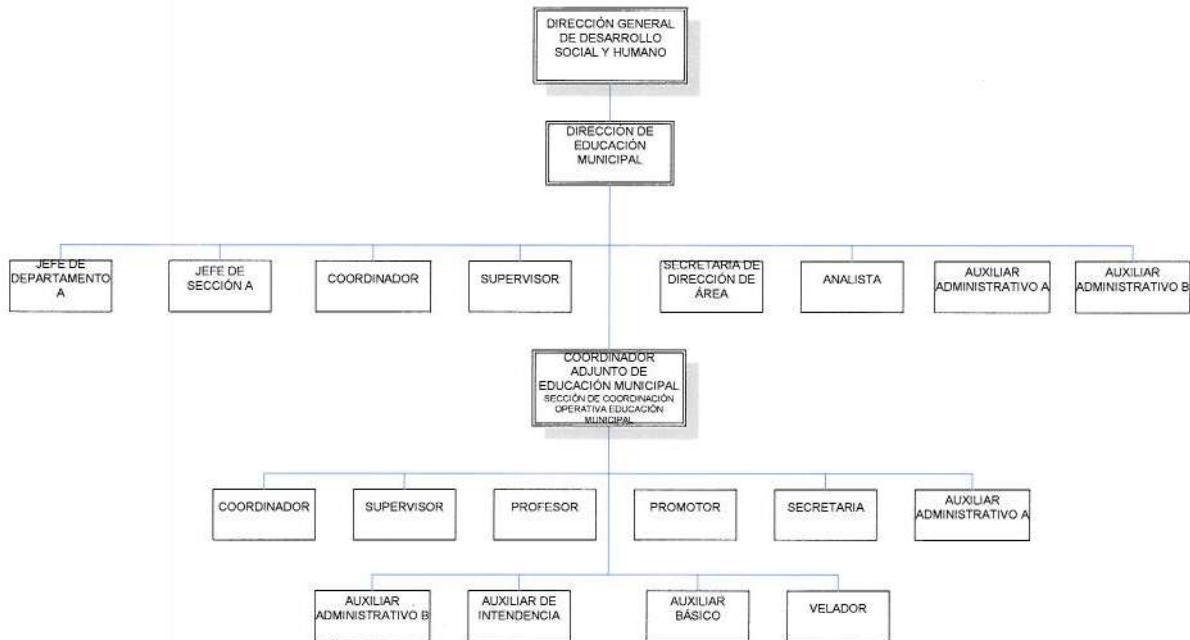 DIRECCIÓN GENERAL
DE DESARROLLO
SOCIAL Y HUMANO
DIRECCIÓN DE
EDUCACIÓN
MUNICIPAL
JEFE DE
DEPARTAMENTO
A
JEFE DE
SECCIÓN A
COORDINADOR
SUPERVISOR
SECRETARIA DE
DIRECCIÓN DE
ÁREA
ANALISTA
AUXILIAR
ADMINISTRATIVO A
AUXILIAR
ADMINISTRATIVO B
COORDINADOR
ADJUNTO DE
EDUCACIÓN MUNICIPAL
SECCIÓN DE COORDINACIÓN
OPERATIVA EDUCACIÓN
MUNICIPAL
COORDINADOR
SUPERVISOR
PROFESOR
PROMOTOR
SECRETARIA
AUXILIAR
ADMINISTRATIVO A
AUXILIAR
ADMINISTRATIVO B
AUXILIAR DE
INTENDENCIA
AUXILIAR
BÁSICO
VELADOR